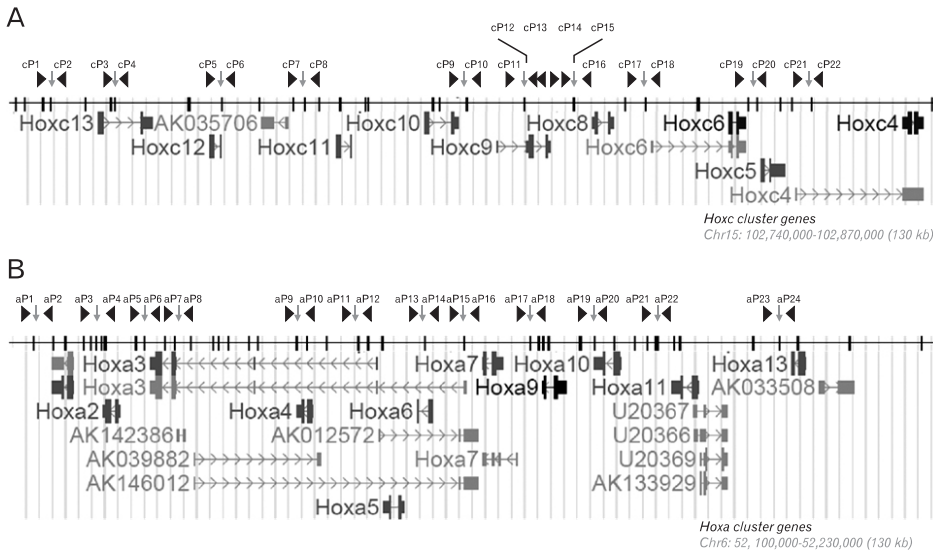 A
cP12 cP13 cP14 cP15
cP1 cP2 cP3 cP4 cP5 cP6 cP7 cP8 cP9 cP10 cP11 cP16 cP17 cP18 cP19 cP20 cP21 cP22
Hoxc13 AK035706 Hoxc10 Hoxc8 Hoxc6 Hoxc4
Hoxc12 Hoxc11 Hoxc9 Hoxc6
Hoxc5
Hoxc4
Hoxc cluster genes
Chr15: 102,740,000-102,870,000 (130 kb)
B
aP1 aP2 aP3 aP4 aP5 aP6 aP7 aP8 aP9 aP10 aP11 aP12 aP13 aP14 aP15 aP16 aP17 aP18 aP19 aP20 aP21 aP22 aP23 aP24
Hoxa3 Hoxa7 Hoxa10 Hoxa13
Hoxa3 Hoxa9 Hoxa11 AK033508
Hoxa2 Hoxa4 Hoxa6 U20367
AK142386 AK012572 U20366
AK039882 Hoxa7 U20369
AK146012 AK133929
Hoxa5
Hoxa cluster genes
Chr6: 52, 100,000-52,230,000 (130 kb)